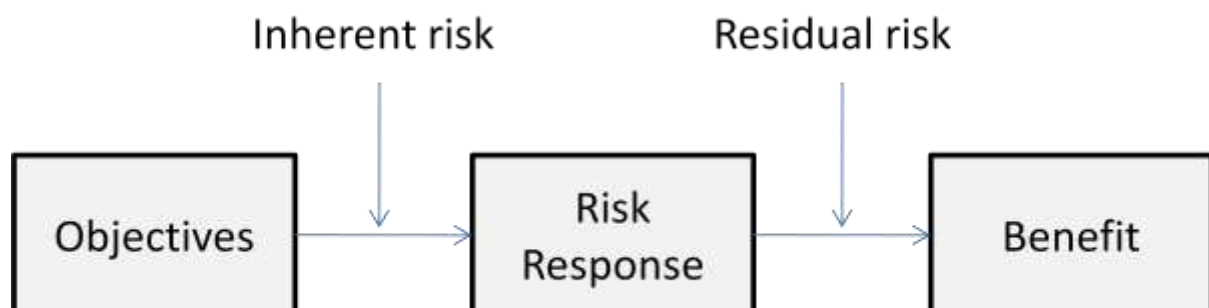 Inherent risk
Residual risk
Objectives
Risk
Response
Benefit